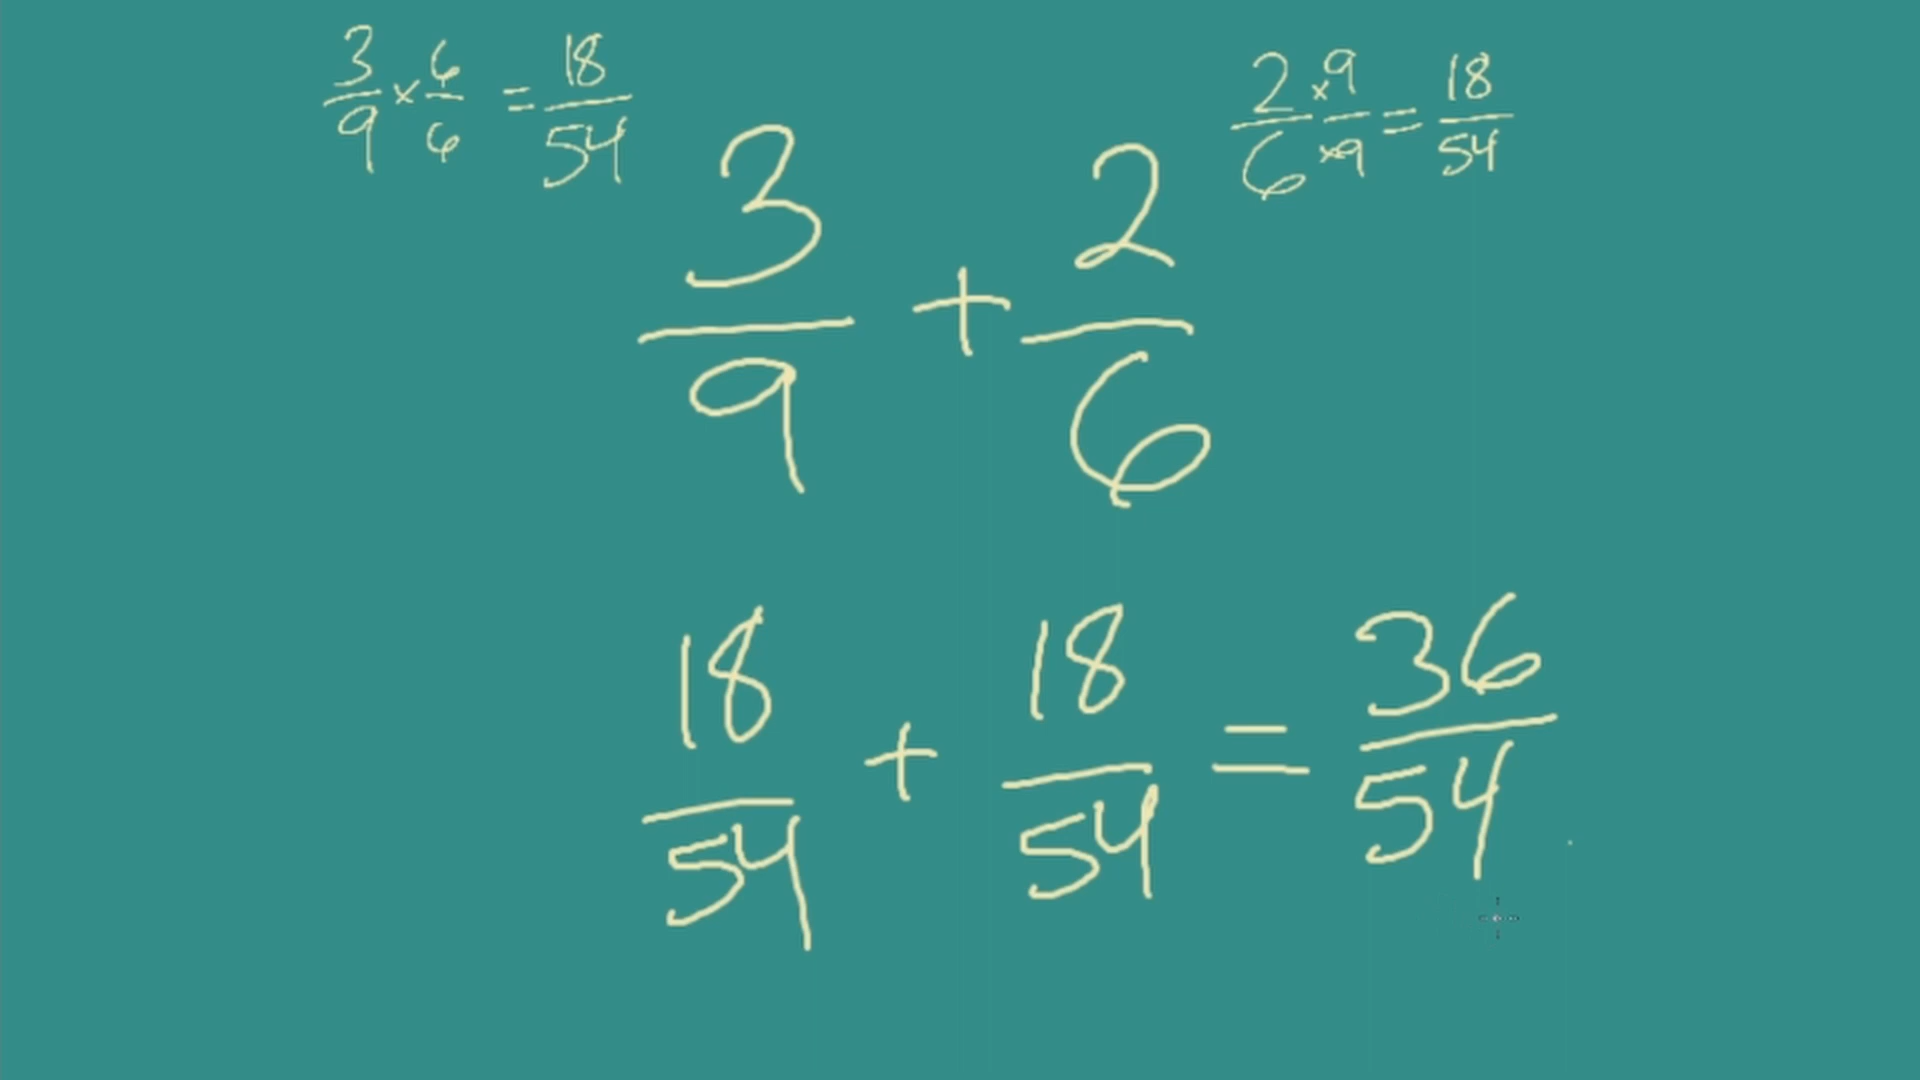 3/9 × 6/6 = 18/54
2/6 ×9/×9 = 18/54
3/9 + 2/6
18/54 + 18/54 = 36/54